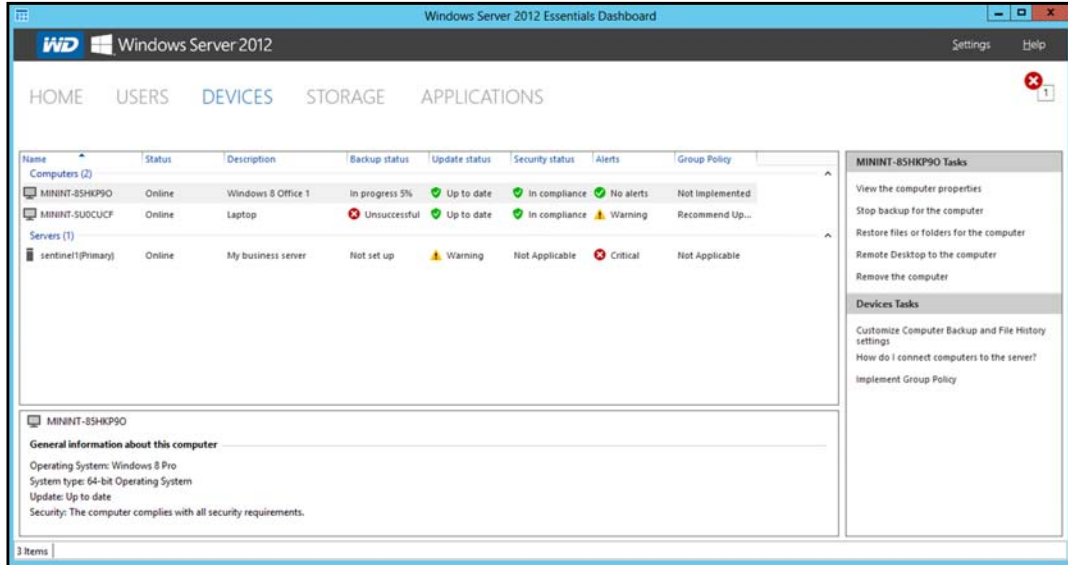 Windows Server 2012 Essentials Dashboard
WD Windows Server 2012
Settings Help
HOME USERS DEVICES STORAGE APPLICATIONS
1
Name Status Description Backup status Update status Security status Alerts Group Policy
Computers (2)
MININT-85HKP9O Online Windows 8 Office 1 In progress 5% Up to date In compliance No alerts Not Implemented
MININT-SU0CUCF Online Laptop Unsuccessful Up to date In compliance Warning Recommend Up...
Servers (1)
sentinel1(Primary) Online My business server Not set up Warning Not Applicable Critical Not Applicable
MININT-85HKP9O Tasks
View the computer properties
Stop backup for the computer
Restore files or folders for the computer
Remote Desktop to the computer
Remove the computer
Devices Tasks
Customize Computer Backup and File History
settings
How do I connect computers to the server?
Implement Group Policy
MININT-85HKP9O
General information about this computer
Operating System: Windows 8 Pro
System type: 64-bit Operating System
Update: Up to date
Security: The computer complies with all security requirements.
3 Items